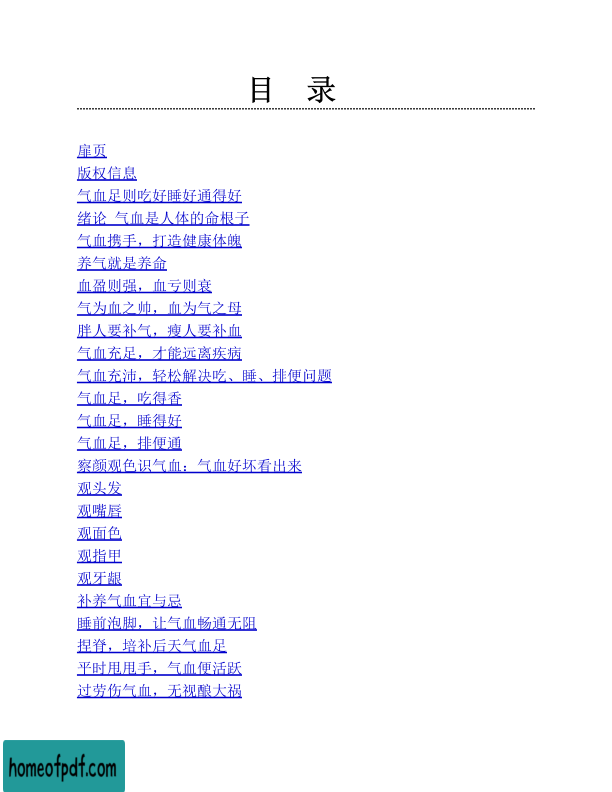 目 录
扉页
版权信息
气血足则吃好睡好通得好
绪论 气血是人体的命根子
气血携手，打造健康体魄
养气就是养命
血盈则强，血亏则衰
气为血之帅，血为气之母
胖人要补气，瘦人要补血
气血充足，才能远离疾病
气血充沛，轻松解决吃、睡、排便问题
气血足，吃得香
气血足，睡得好
气血足，排便通
察颜观色识气血：气血好坏看出来
观头发
观嘴唇
观面色
观指甲
观牙龈
补养气血宜与忌
睡前泡脚，让气血畅通无阻
捏脊，培补后天气血足
平时甩甩手，气血便活跃
过劳伤气血，无视酿大祸
homeofpdf.com